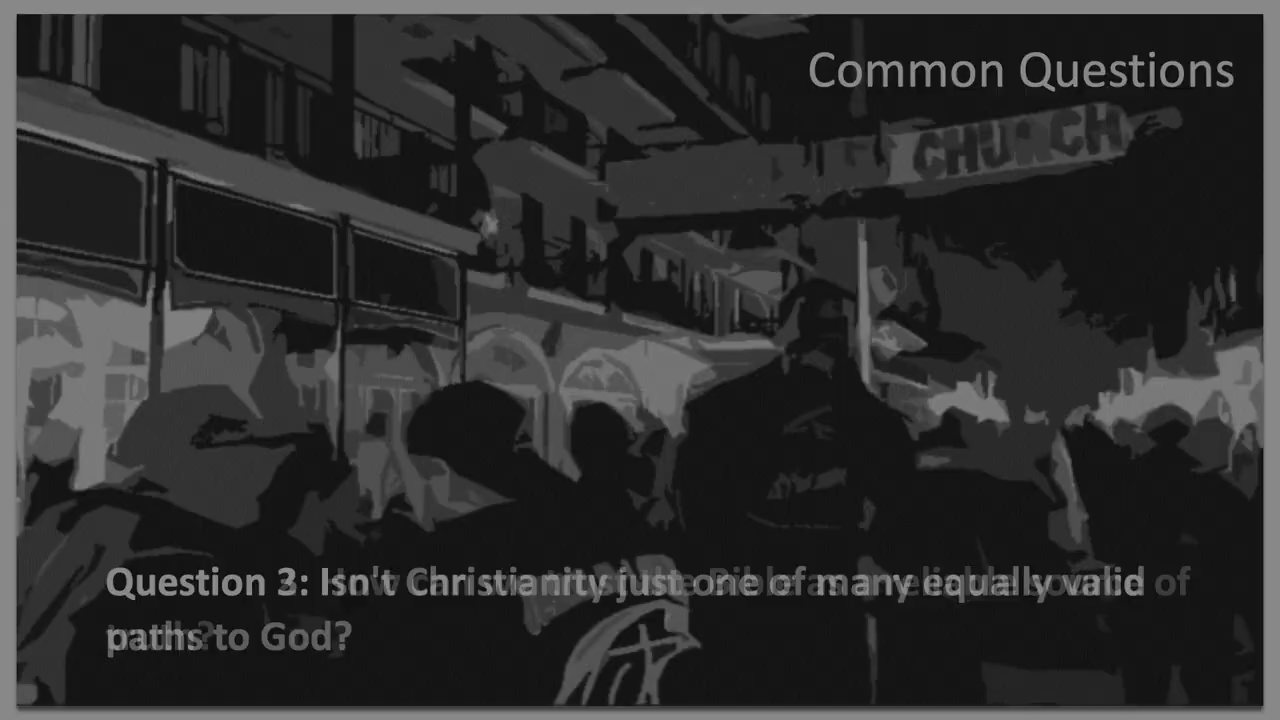 Common Questions
CHURCH
Question 3: Isn't Christianity just one of many equally valid
paths to God?